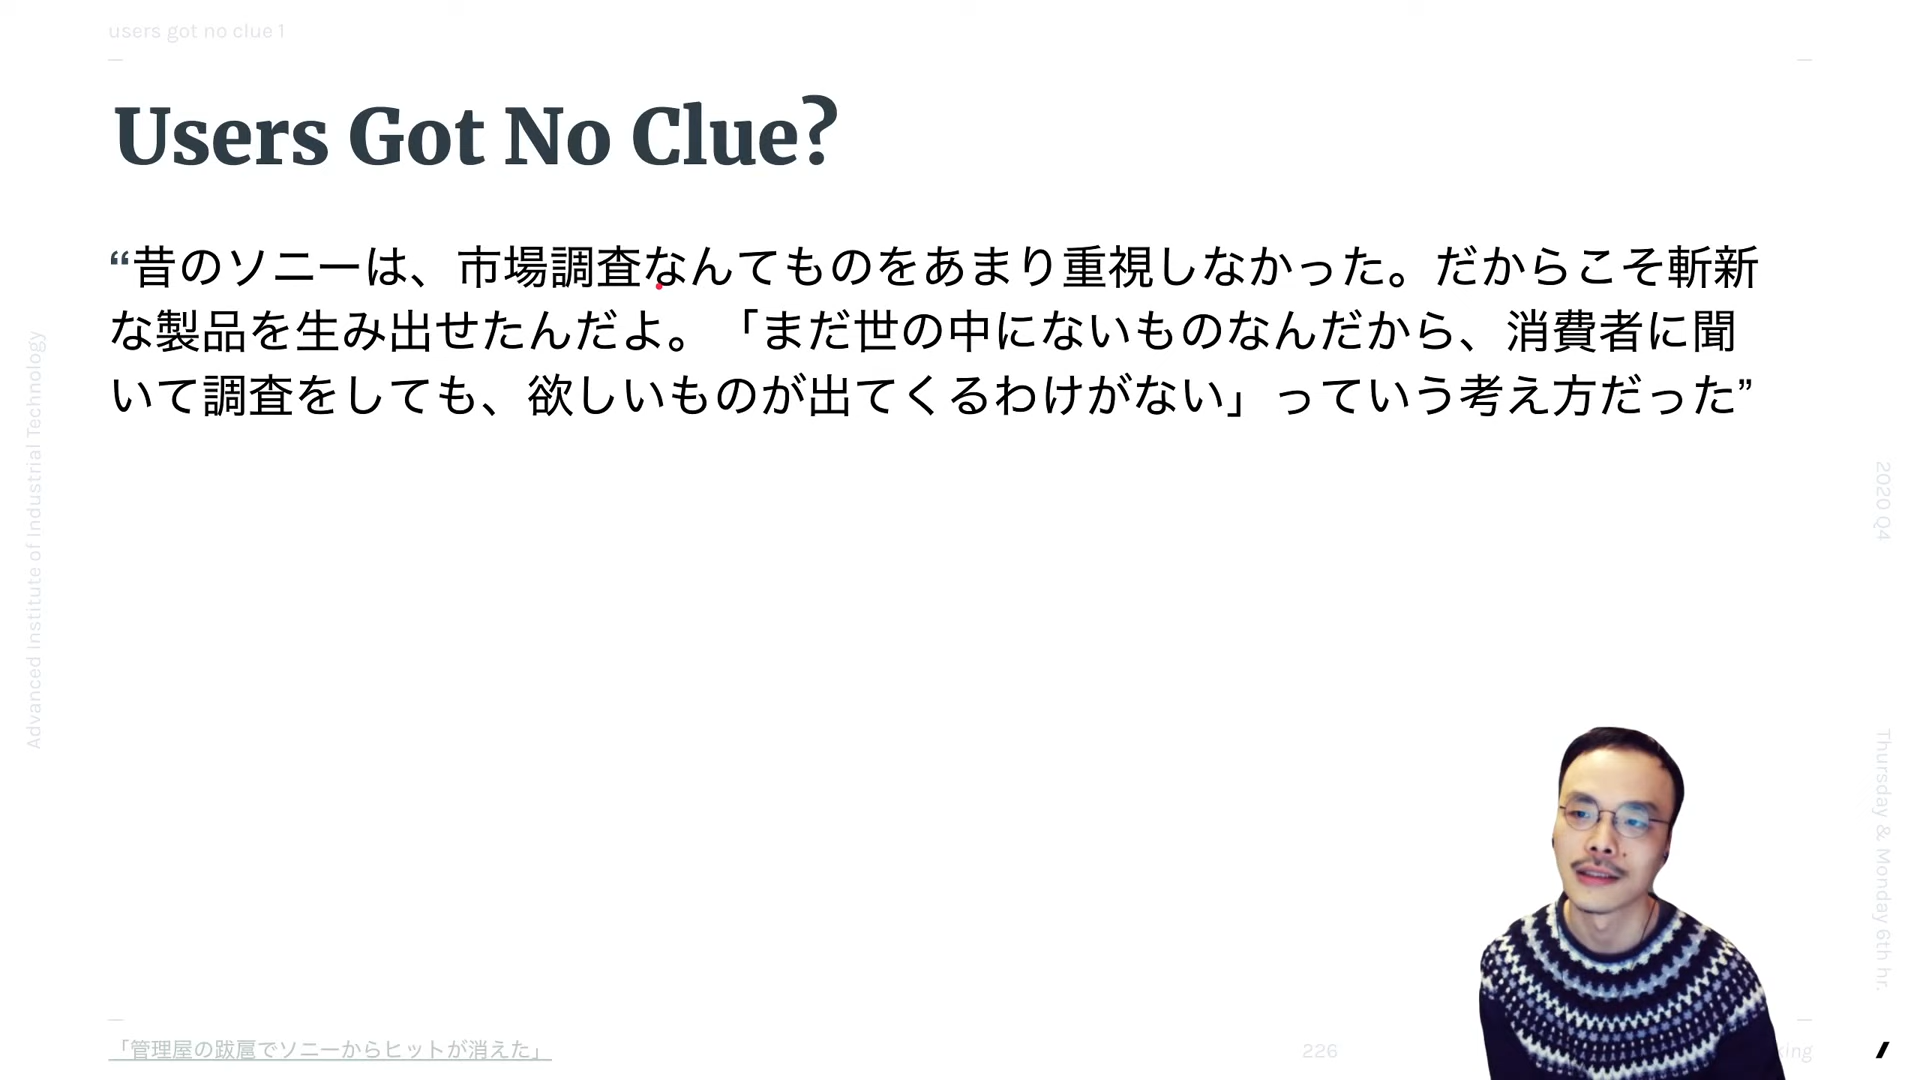 users got no clue 1
Users Got No Clue?
“昔のソニーは、市場調査なんてものをあまり重視しなかった。だからこそ斬新
な製品を生み出せたんだよ。「まだ世の中にないものなんだから、消費者に聞
いて調査をしても、欲しいものが出てくるわけがない」っていう考え方だった”
Advanced Institute of Industrial Technology
2020 Q4
Thursday & Monday 6th hr.
「管理屋の跋扈でソニーからヒットが消えた」
226